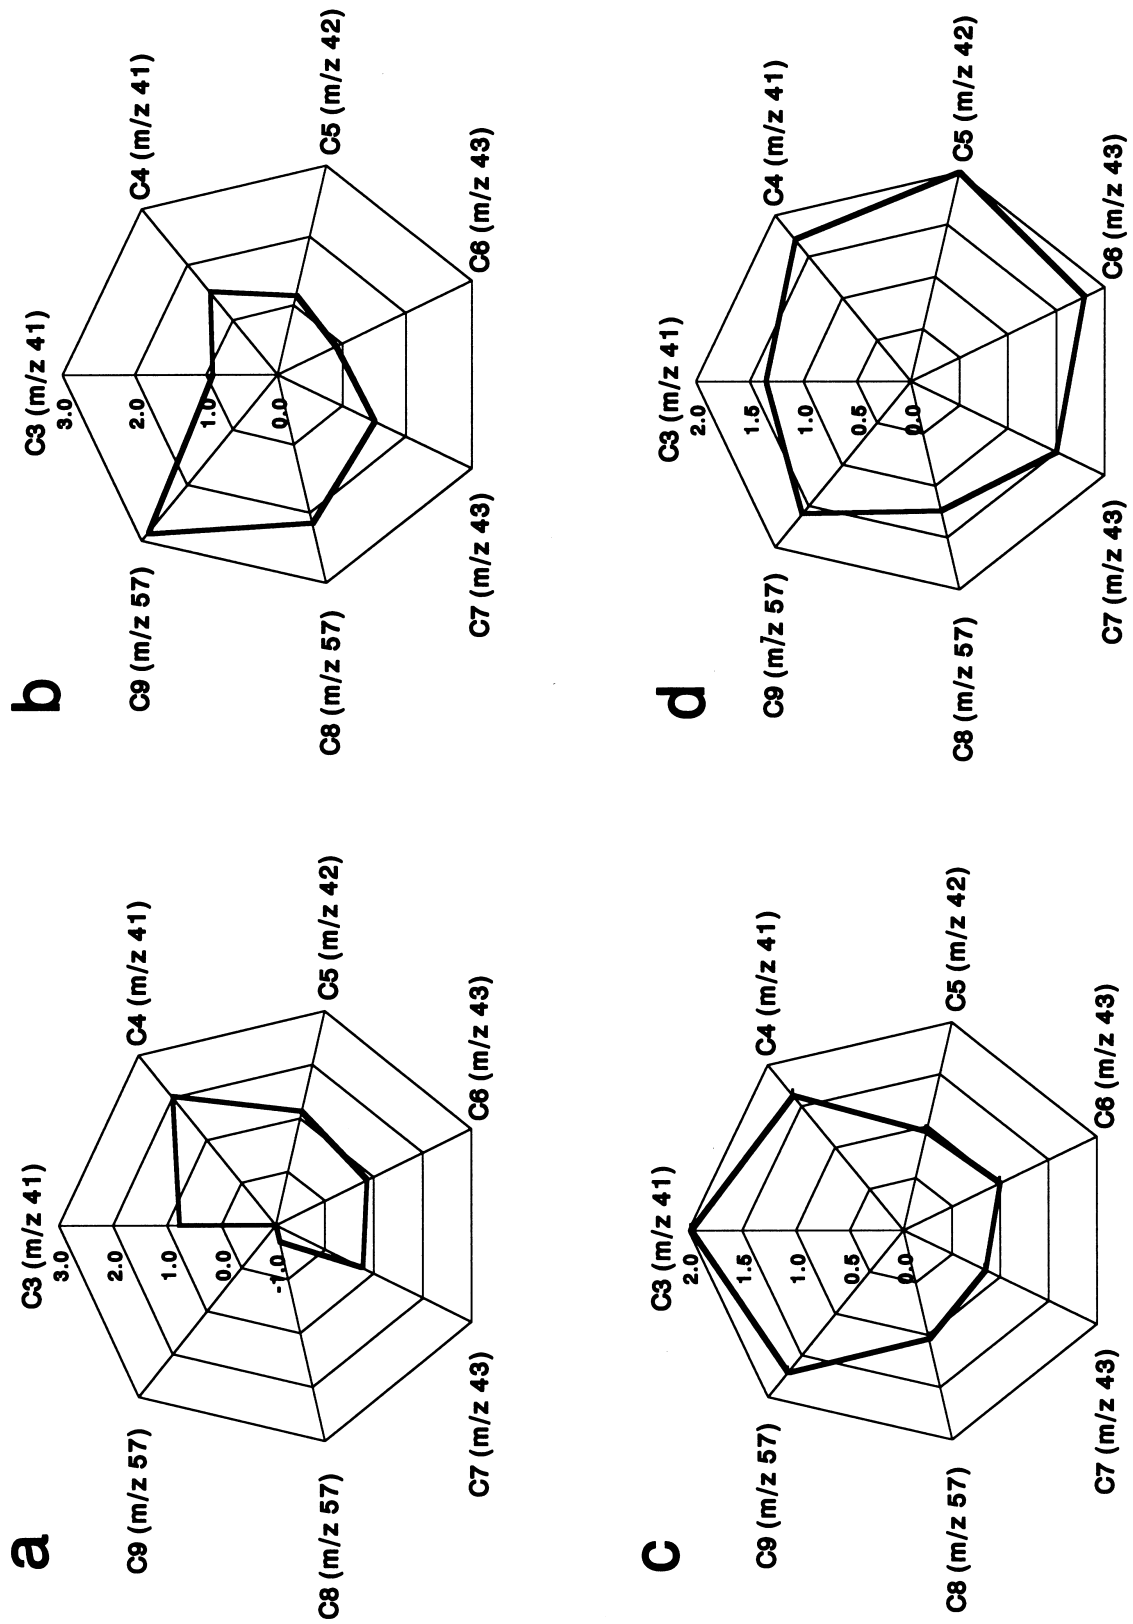 a
C3 (m/z 41)
3.0
2.0
1.0
0.0
-1.0
C4 (m/z 41)
C5 (m/z 42)
C6 (m/z 43)
C7 (m/z 43)
C8 (m/z 57)
C9 (m/z 57)
b
C3 (m/z 41)
3.0
2.0
1.0
0.0
C4 (m/z 41)
C5 (m/z 42)
C6 (m/z 43)
C7 (m/z 43)
C8 (m/z 57)
C9 (m/z 57)
c
C3 (m/z 41)
2.0
1.5
1.0
0.5
0.0
C4 (m/z 41)
C5 (m/z 42)
C6 (m/z 43)
C7 (m/z 43)
C8 (m/z 57)
C9 (m/z 57)
d
C3 (m/z 41)
2.0
1.5
1.0
0.5
0.0
C4 (m/z 41)
C5 (m/z 42)
C6 (m/z 43)
C7 (m/z 43)
C8 (m/z 57)
C9 (m/z 57)